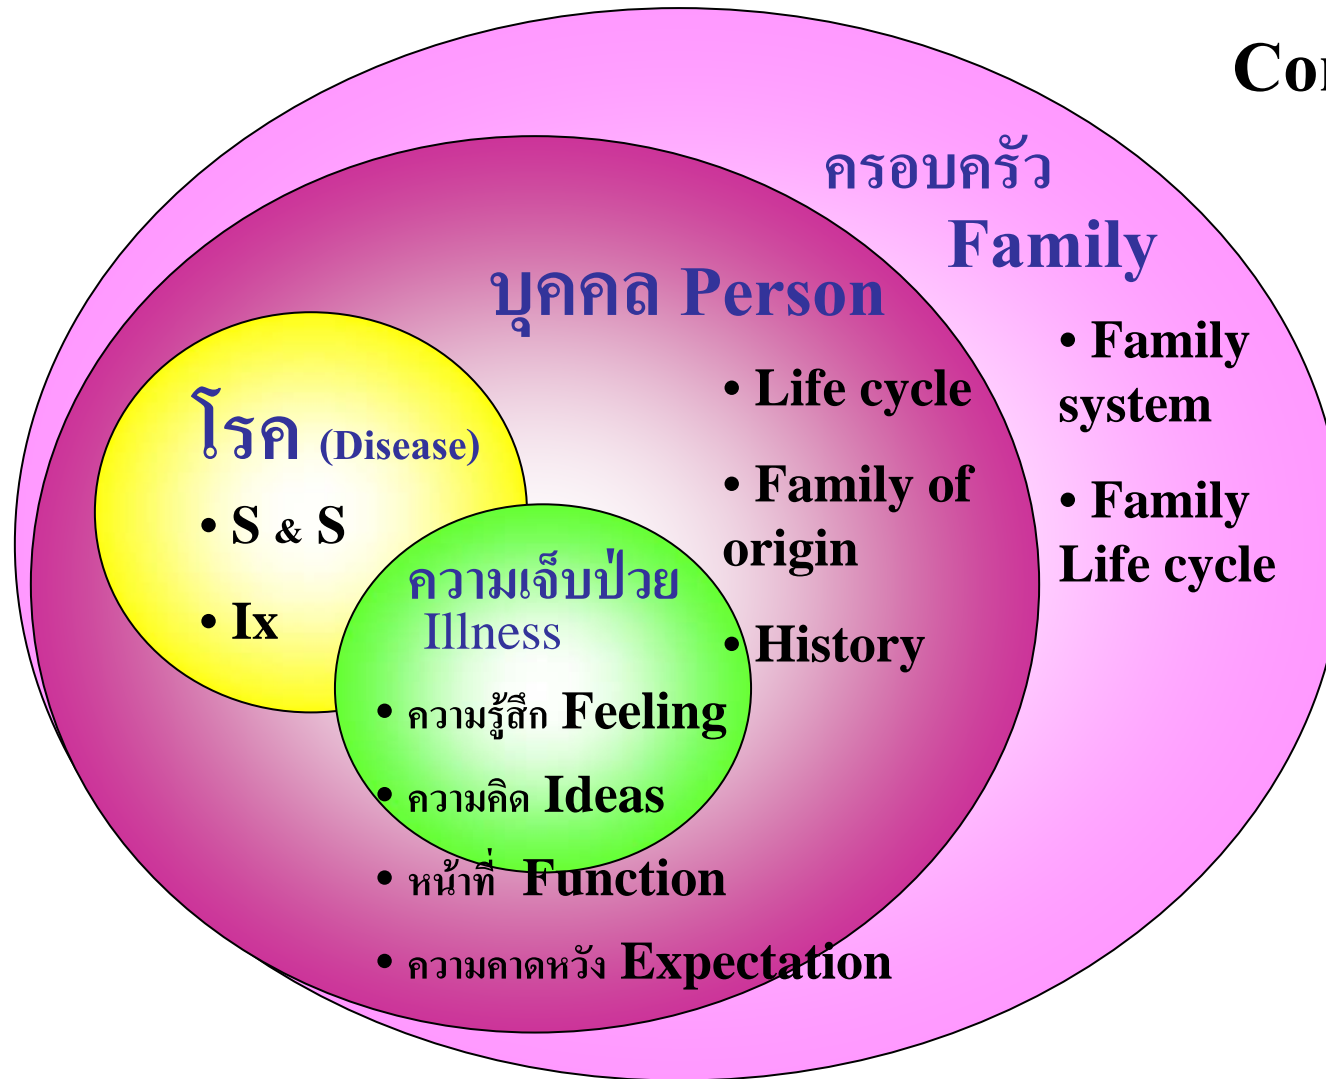 ครอบครัว
Family
• Family
system
• Family
Life cycle
บุคคล Person
• Life cycle
• Family of
origin
• History
โรค (Disease)
• S & S
• Ix
ความเจ็บป่วย
Illness
• ความรู้สึก Feeling
• ความคิด Ideas
• หน้าที่ Function
• ความคาดหวัง Expectation